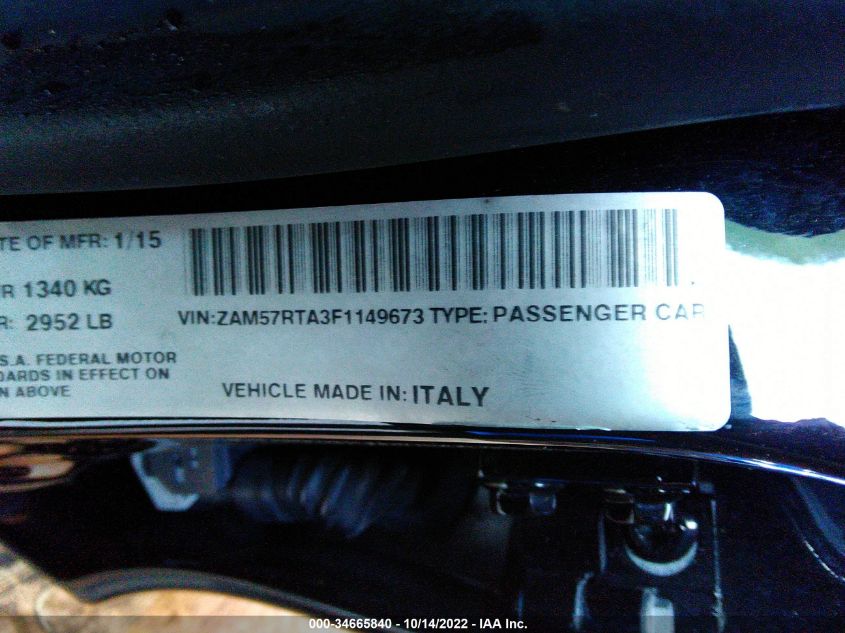 TE OF MFR: 1/15
R 1340 KG
R: 2952 LB
VIN:ZAM57RTA3F1149673 TYPE: PASSENGER CAR
S.A. FEDERAL MOTOR
DARDS IN EFFECT ON
N ABOVE
VEHICLE MADE IN: ITALY
000-34665840 - 10/14/2022 - IAA Inc.